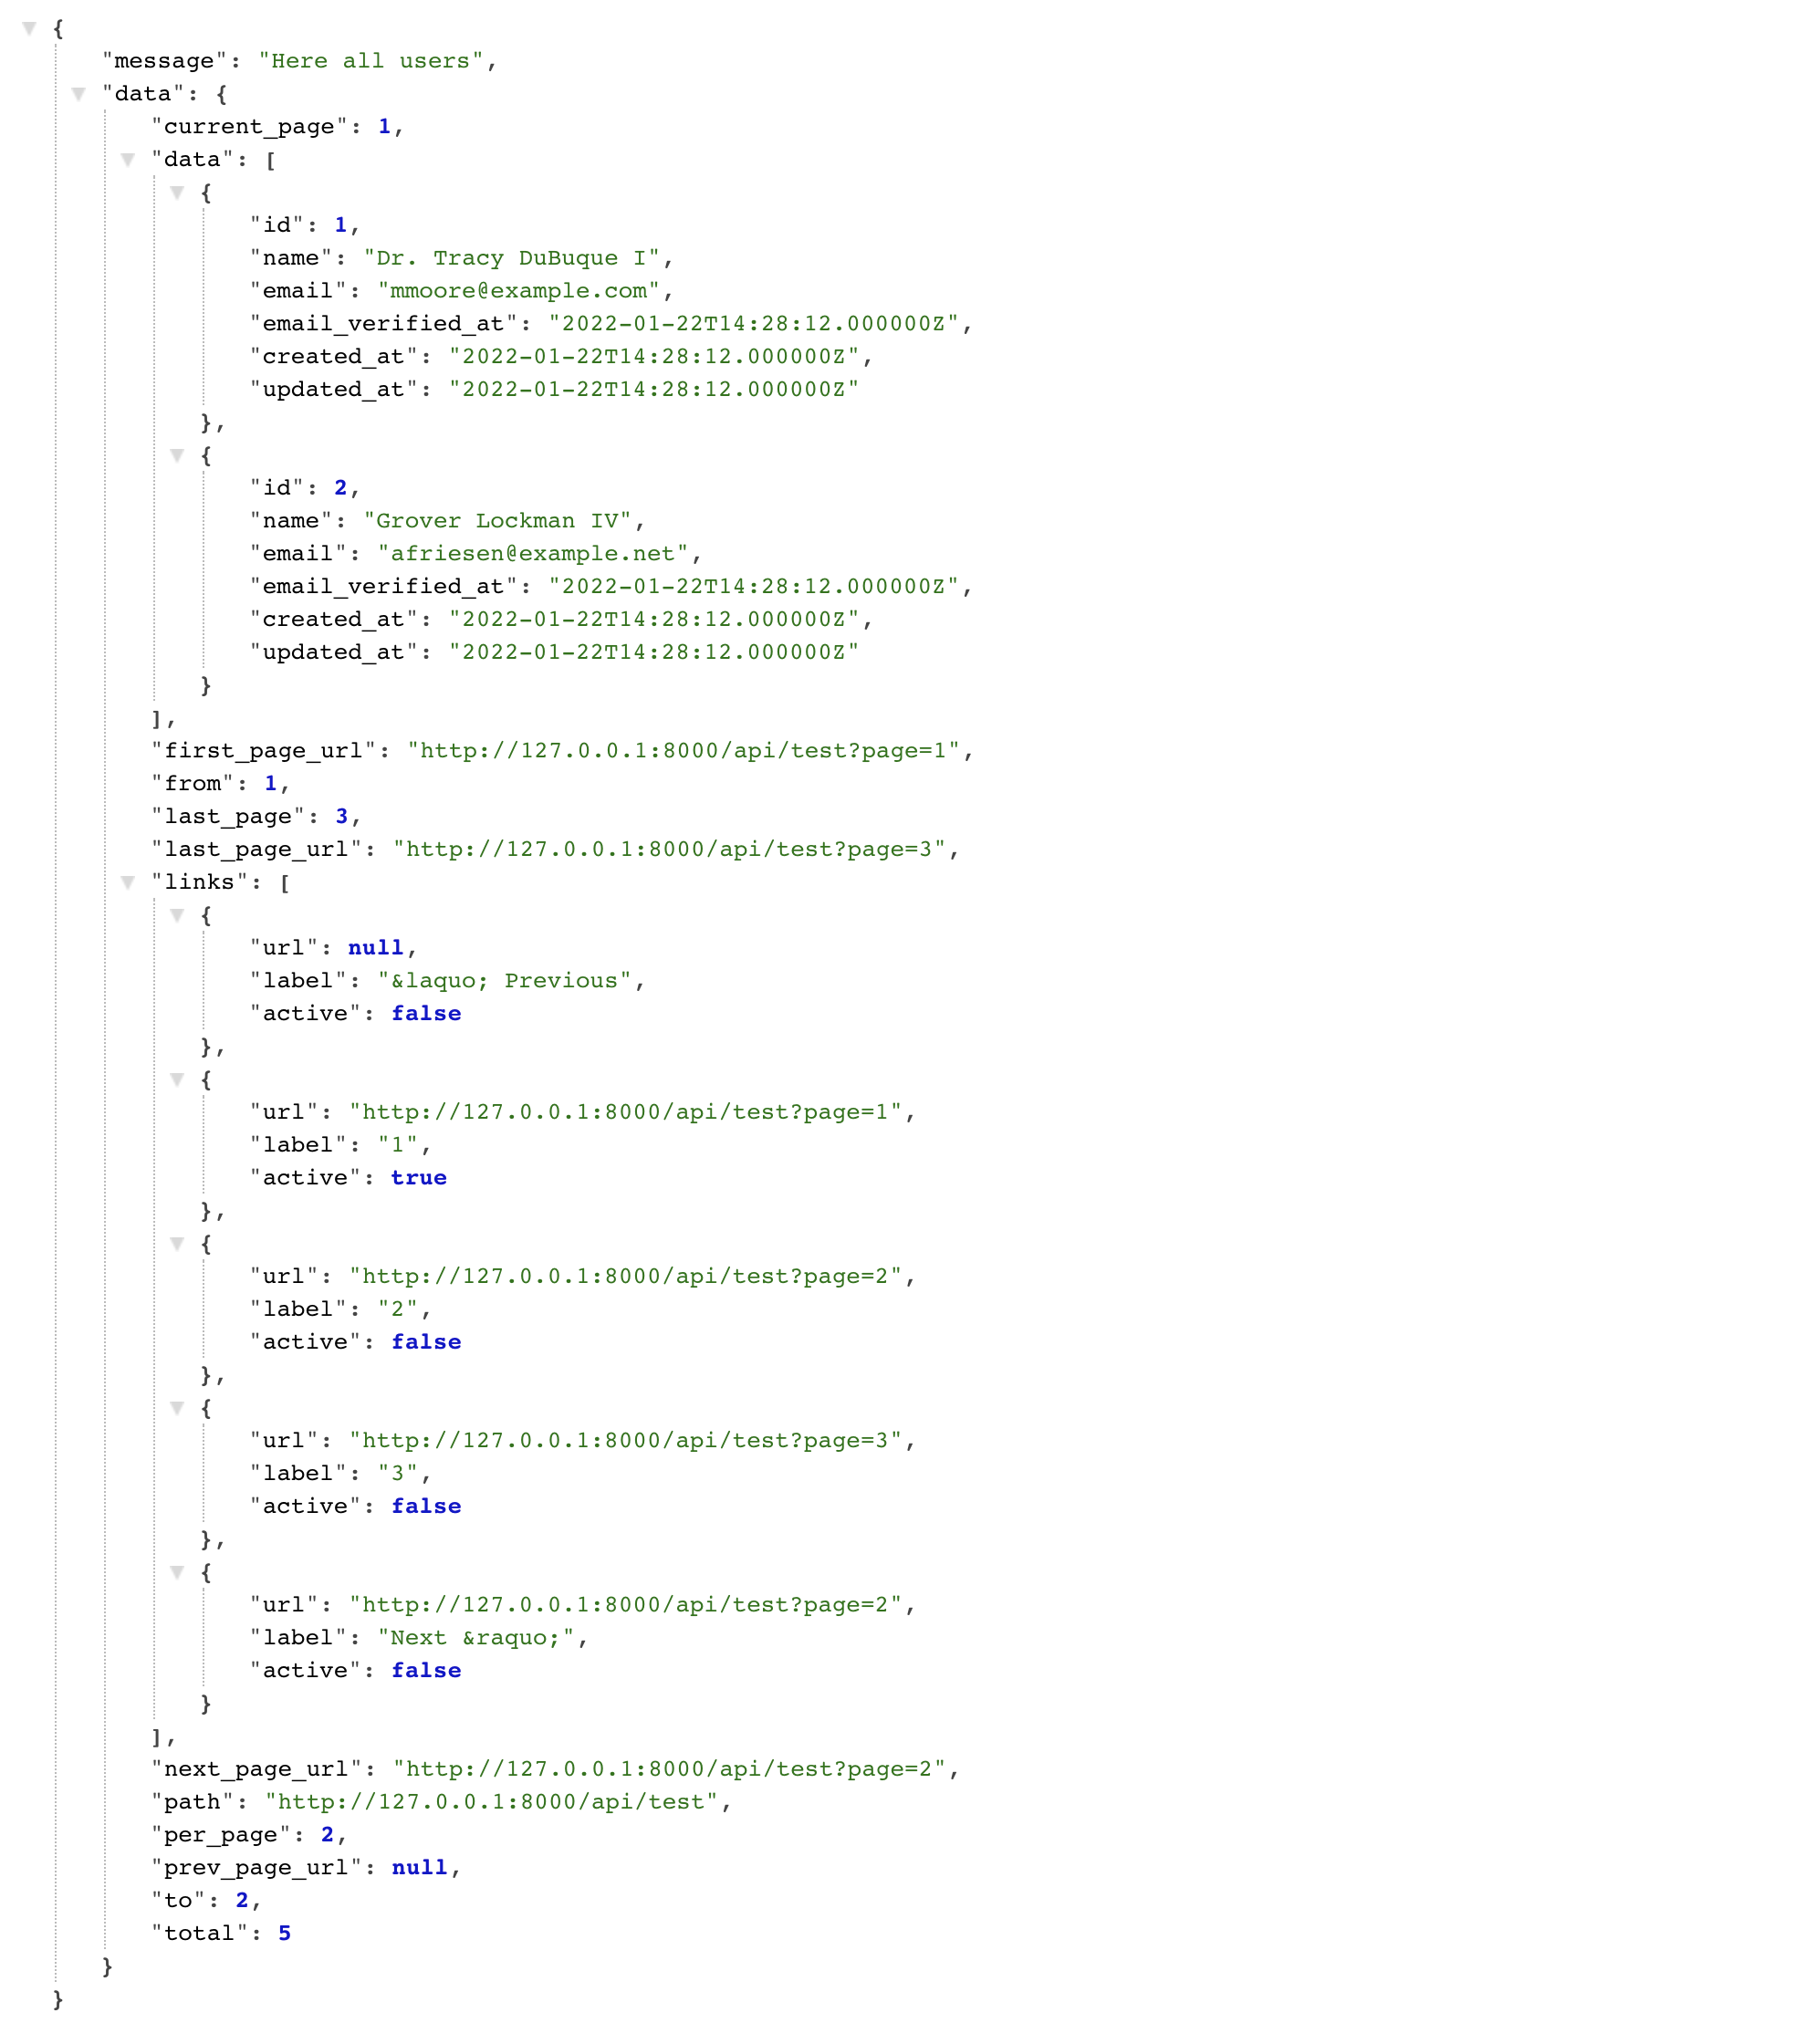 {
"message": "Here all users",
"data": {
"current_page": 1,
"data": [
{
"id": 1,
"name": "Dr. Tracy DuBuque I",
"email": "mmoore@example.com",
"email_verified_at": "2022-01-22T14:28:12.000000Z",
"created_at": "2022-01-22T14:28:12.000000Z",
"updated_at": "2022-01-22T14:28:12.000000Z"
},
{
"id": 2,
"name": "Grover Lockman IV",
"email": "afriesen@example.net",
"email_verified_at": "2022-01-22T14:28:12.000000Z",
"created_at": "2022-01-22T14:28:12.000000Z",
"updated_at": "2022-01-22T14:28:12.000000Z"
}
],
"first_page_url": "http://127.0.0.1:8000/api/test?page=1",
"from": 1,
"last_page": 3,
"last_page_url": "http://127.0.0.1:8000/api/test?page=3",
"links": [
{
"url": null,
"label": "&laquo; Previous",
"active": false
},
{
"url": "http://127.0.0.1:8000/api/test?page=1",
"label": "1",
"active": true
},
{
"url": "http://127.0.0.1:8000/api/test?page=2",
"label": "2",
"active": false
},
{
"url": "http://127.0.0.1:8000/api/test?page=3",
"label": "3",
"active": false
},
{
"url": "http://127.0.0.1:8000/api/test?page=2",
"label": "Next &raquo;",
"active": false
}
],
"next_page_url": "http://127.0.0.1:8000/api/test?page=2",
"path": "http://127.0.0.1:8000/api/test",
"per_page": 2,
"prev_page_url": null,
"to": 2,
"total": 5
}
}